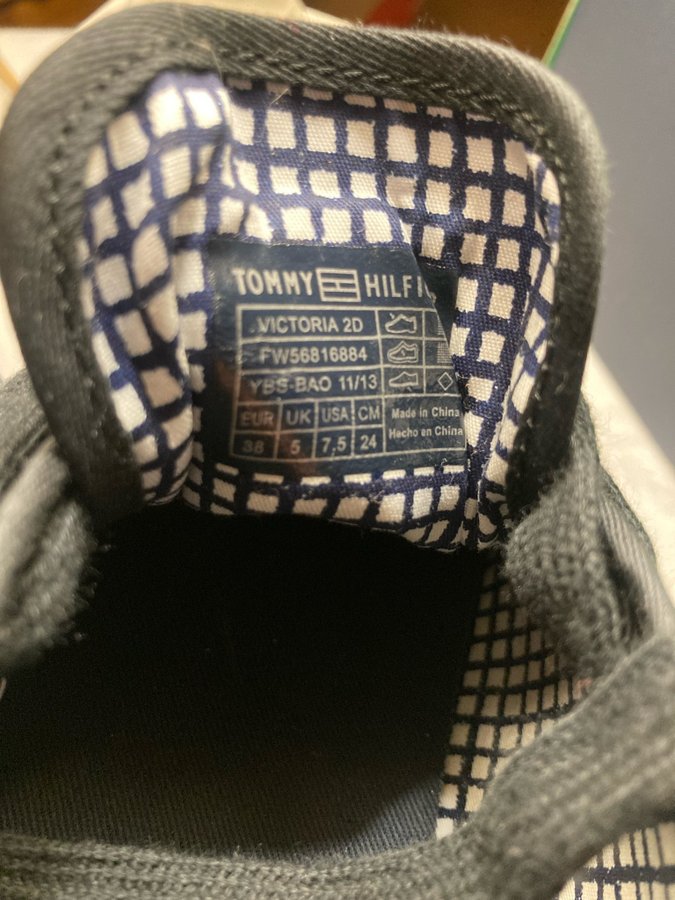 TOMMY HILFI
VICTORIA 2D
FW56816884
YBS-BAO 11/13
EUR UK USA CM
38 5 7,5 24
Made in China
Hecho en China